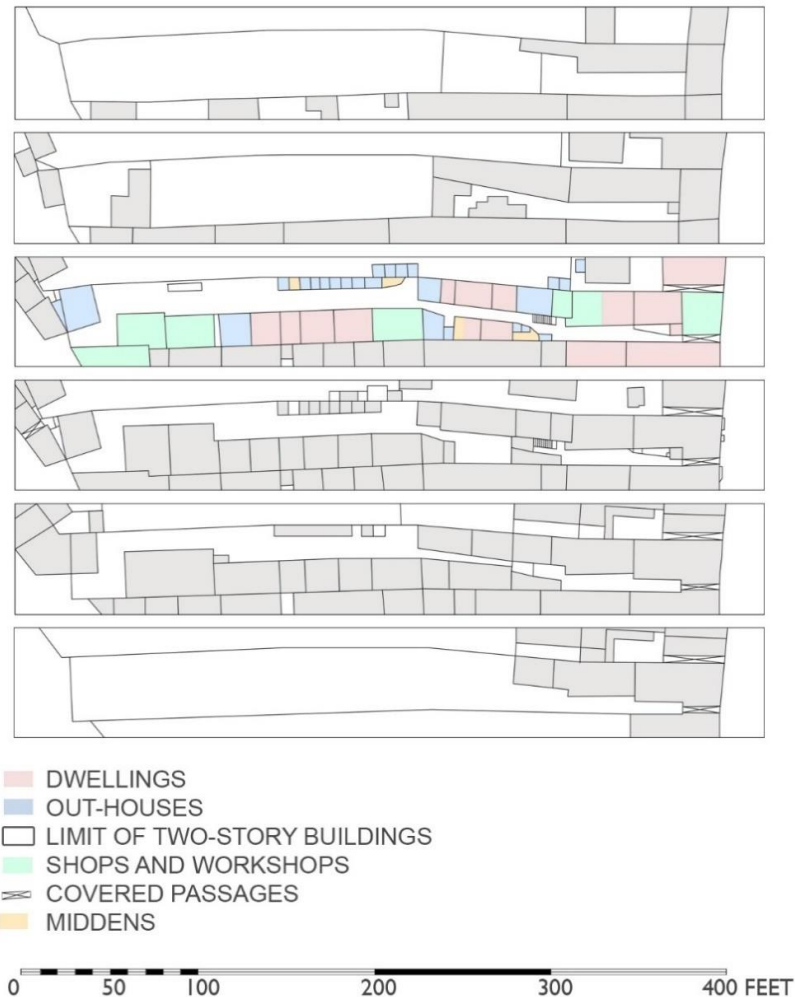 DWELLINGS
OUT-HOUSES
LIMIT OF TWO-STORY BUILDINGS
SHOPS AND WORKSHOPS
COVERED PASSAGES
MIDDENS
0 50 100 200 300 400 FEET